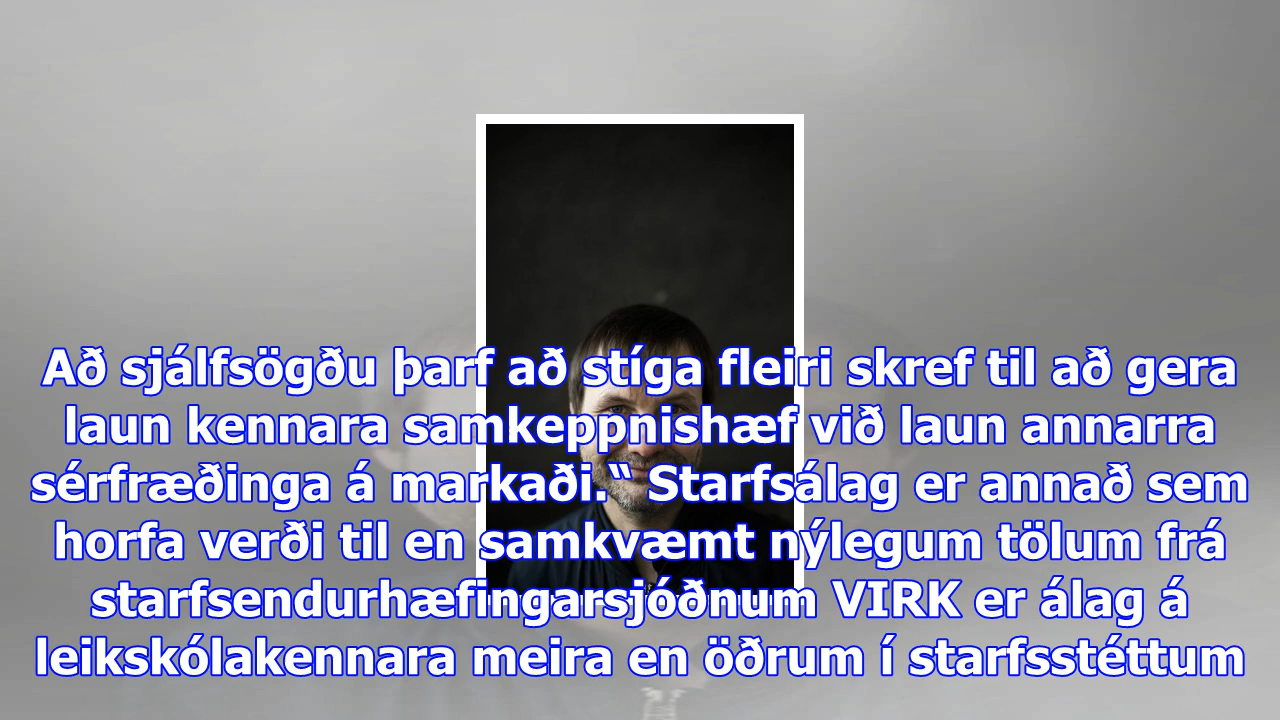 Að sjálfsögðu þarf að stíga fleiri skref til að gera
laun kennara samkeppnishæf við laun annarra
sérfræðinga á markaði.“ Starfsálag er annað sem
horfa verði til en samkvæmt nýlegum tölum frá
starfsendurhæfingarsjóðnum VIRK er álag á
leikskólakennara meira en öðrum í starfsstéttum